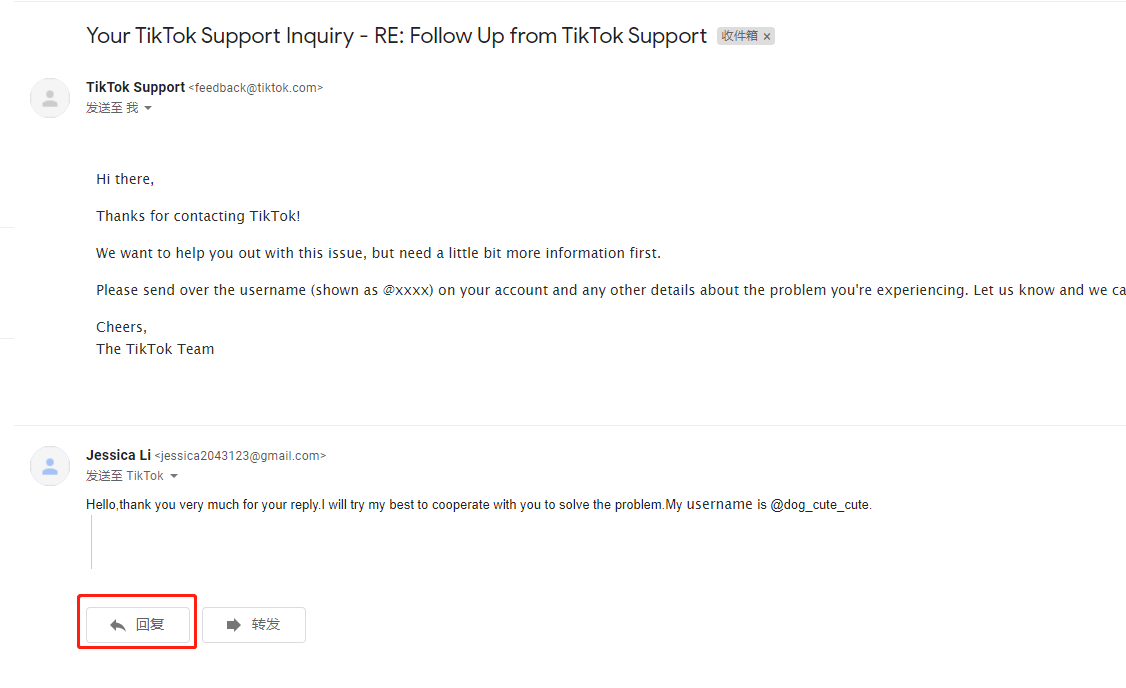 Your TikTok Support Inquiry - RE: Follow Up from TikTok Support 收件箱 ×
TikTok Support <feedback@tiktok.com>
发送至 我
Hi there,
Thanks for contacting TikTok!
We want to help you out with this issue, but need a little bit more information first.
Please send over the username (shown as @xxxx) on your account and any other details about the problem you're experiencing. Let us know and we ca
Cheers,
The TikTok Team
Jessica Li <jessica2043123@gmail.com>
发送至 TikTok
Hello,thank you very much for your reply.I will try my best to cooperate with you to solve the problem.My username is @dog_cute_cute.
回复 转发